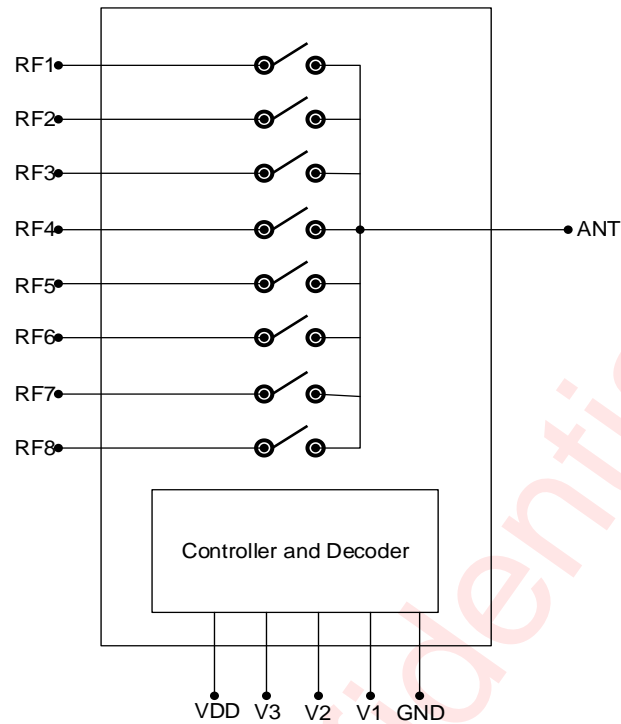 RF1
RF2
RF3
RF4
ANT
RF5
RF6
RF7
RF8
Controller and Decoder
VDD V3 V2 V1 GND